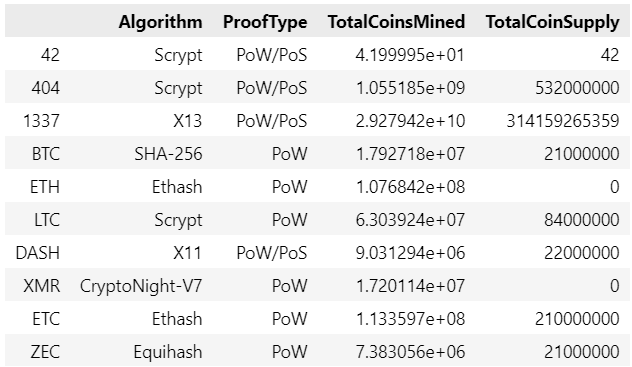 Algorithm ProofType TotalCoinsMined TotalCoinSupply
42 Scrypt PoW/PoS 4.199995e+01 42
404 Scrypt PoW/PoS 1.055185e+09 532000000
1337 X13 PoW/PoS 2.927942e+10 314159265359
BTC SHA-256 PoW 1.792718e+07 21000000
ETH Ethash PoW 1.076842e+08 0
LTC Scrypt PoW 6.303924e+07 84000000
DASH X11 PoW/PoS 9.031294e+06 22000000
XMR CryptoNight-V7 PoW 1.720114e+07 0
ETC Ethash PoW 1.133597e+08 210000000
ZEC Equihash PoW 7.383056e+06 21000000